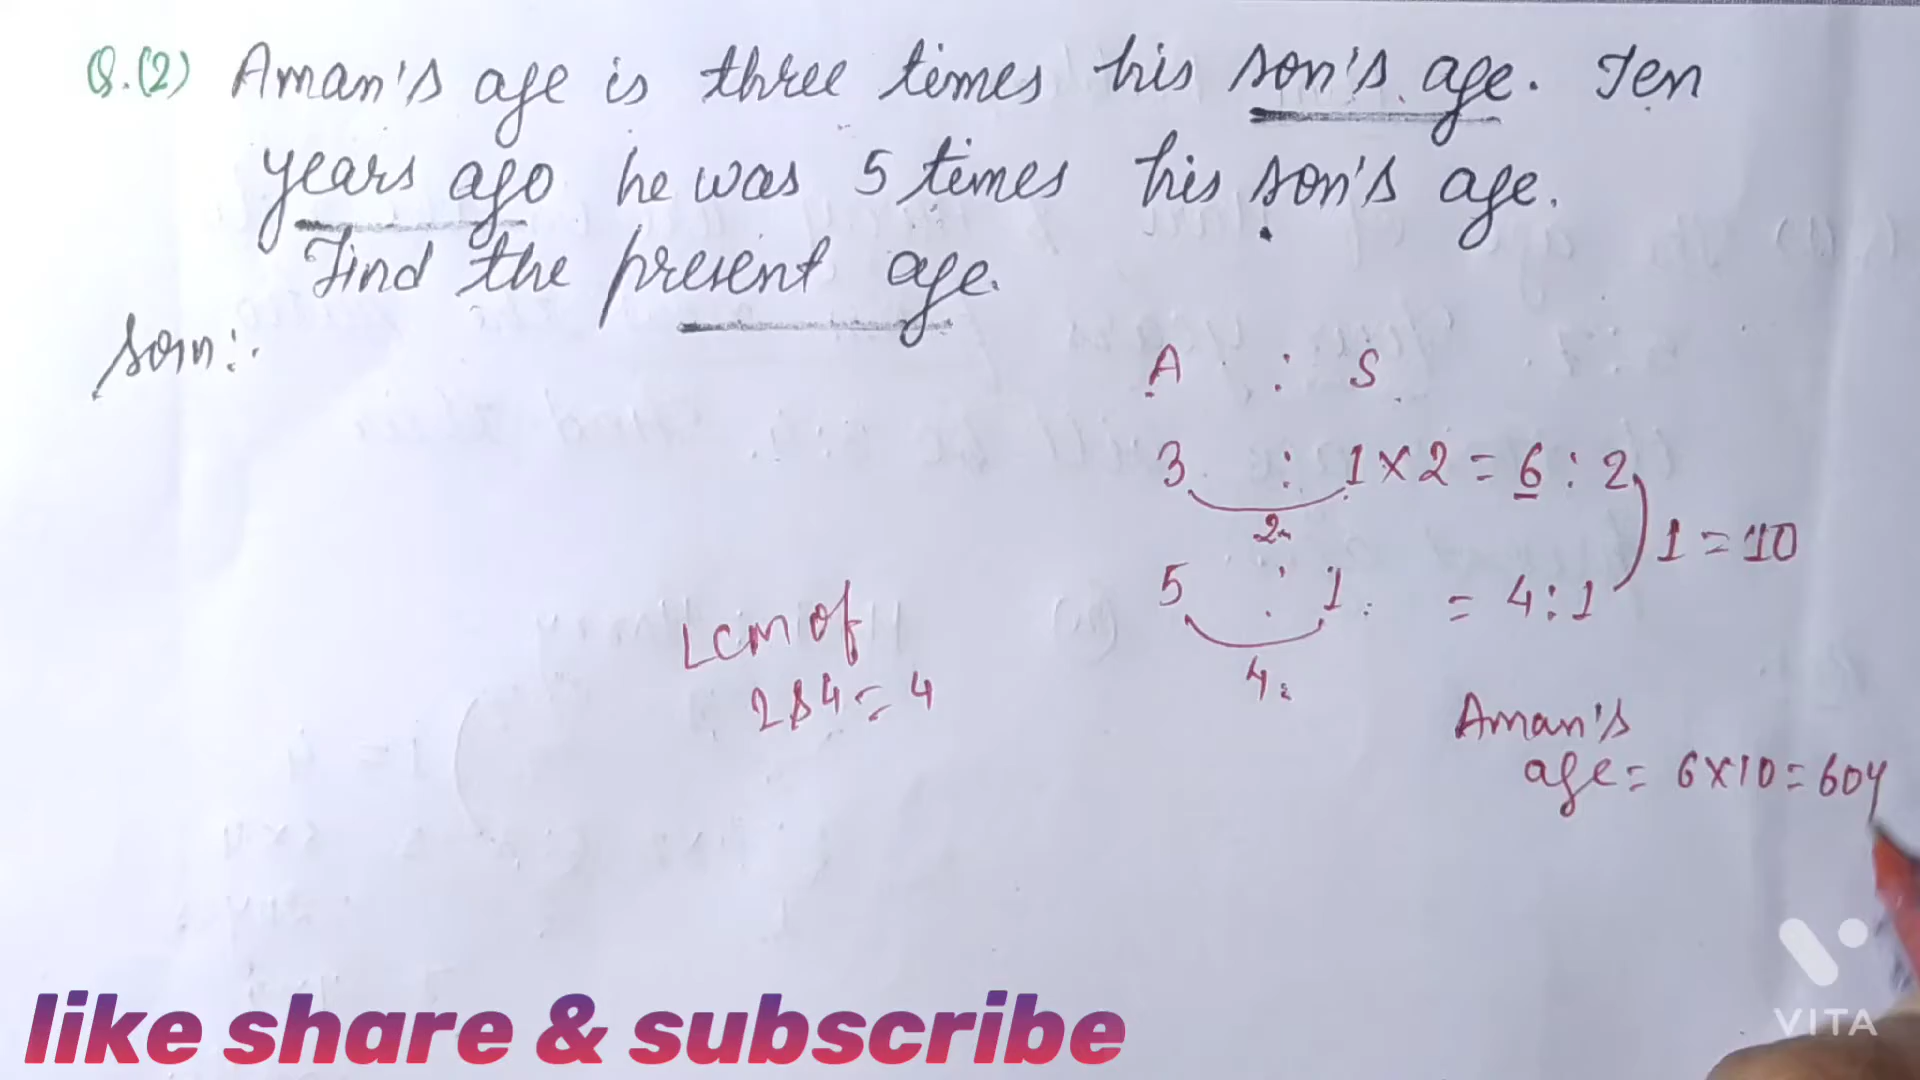 Q.(2) Aman's age is three times his son's age. Ten
years ago he was 5 times his son's age.
Find the present age.
Soln:.
A : S
3 : 1 × 2 = 6 : 2
2
1 = 10
5 : 1 = 4 : 1
4
LCM of
2 & 4 = 4
Aman's
age = 6 × 10 = 60y
like share & subscribe
VITA